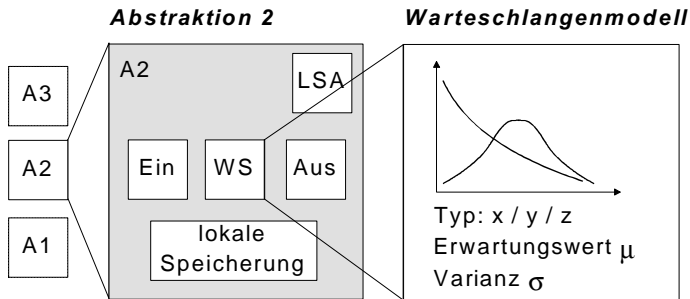 Abstraktion 2
Warteschlangenmodell
A3
A2
A1
A2
LSA
Ein
WS
Aus
lokale
Speicherung
Typ: x / y / z
Erwartungswert μ
Varianz σ